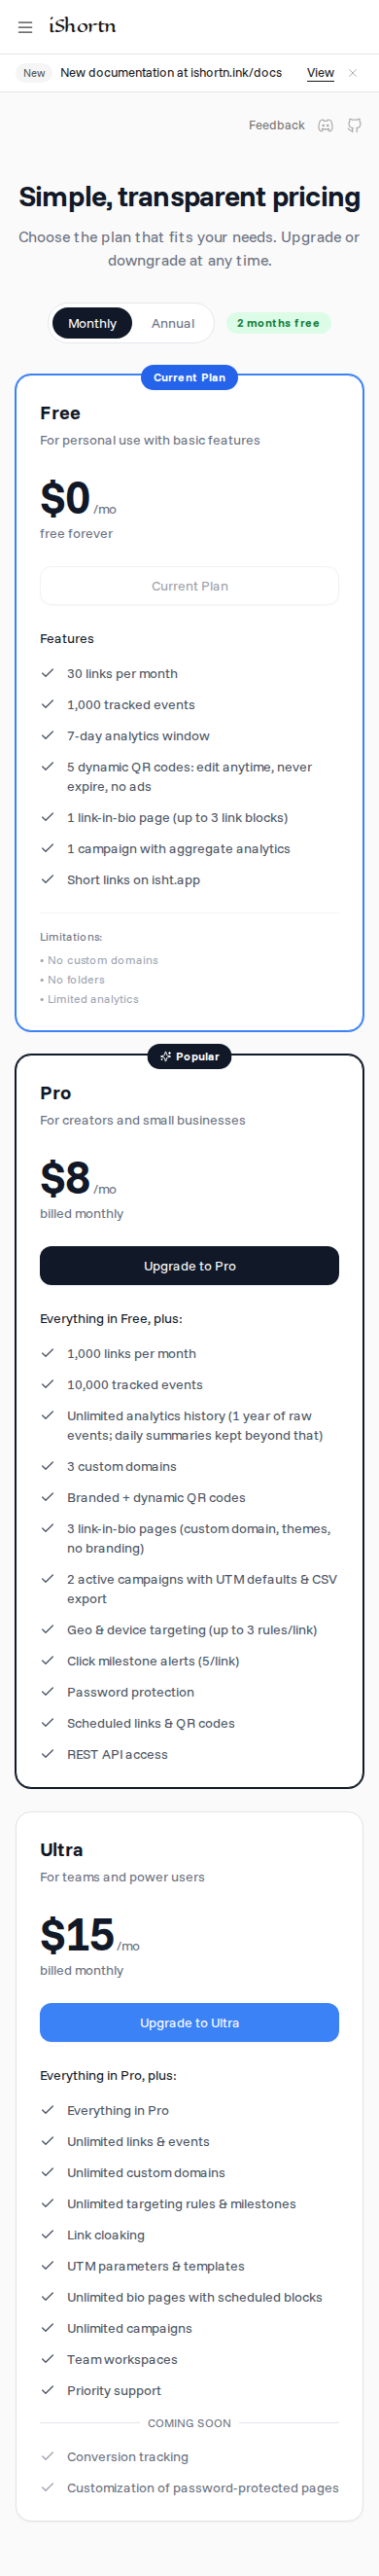 iShortn
New New documentation at ishortn.ink/docs View
Feedback
Simple, transparent pricing
Choose the plan that fits your needs. Upgrade or
downgrade at any time.
Monthly Annual 2 months free
Current Plan
Free
For personal use with basic features
$0 /mo
free forever
Current Plan
Features
30 links per month
1,000 tracked events
7-day analytics window
5 dynamic QR codes: edit anytime, never
expire, no ads
1 link-in-bio page (up to 3 link blocks)
1 campaign with aggregate analytics
Short links on isht.app
Limitations:
• No custom domains
• No folders
• Limited analytics
Popular
Pro
For creators and small businesses
$8 /mo
billed monthly
Upgrade to Pro
Everything in Free, plus:
1,000 links per month
10,000 tracked events
Unlimited analytics history (1 year of raw
events; daily summaries kept beyond that)
3 custom domains
Branded + dynamic QR codes
3 link-in-bio pages (custom domain, themes,
no branding)
2 active campaigns with UTM defaults & CSV
export
Geo & device targeting (up to 3 rules/link)
Click milestone alerts (5/link)
Password protection
Scheduled links & QR codes
REST API access
Ultra
For teams and power users
$15 /mo
billed monthly
Upgrade to Ultra
Everything in Pro, plus:
Everything in Pro
Unlimited links & events
Unlimited custom domains
Unlimited targeting rules & milestones
Link cloaking
UTM parameters & templates
Unlimited bio pages with scheduled blocks
Unlimited campaigns
Team workspaces
Priority support
COMING SOON
Conversion tracking
Customization of password-protected pages